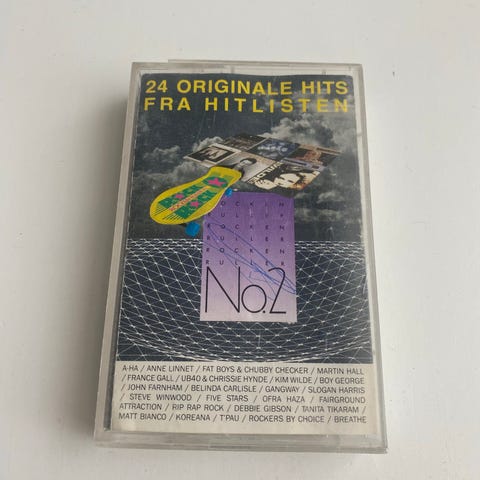 24 ORIGINALE HITS
FRA HITLISTEN
No.2
A-HA / ANNE LINNET / FAT BOYS & CHUBBY CHECKER / MARTIN HALL
/ FRANCE GALL / UB40 & CHRISSIE HYNDE / KIM WILDE / BOY GEORGE
/ JOHN FARNHAM / BELINDA CARLISLE / GANGWAY / SLOGAN HARRIS
/ STEVE WINWOOD / FIVE STARS / OFRA HAZA / FAIRGROUND
ATTRACTION / RIP RAP ROCK / DEBBIE GIBSON / TANITA TIKARAM /
MATT BIANCO / KOREANA / T'PAU / ROCKERS BY CHOICE / BREATHE